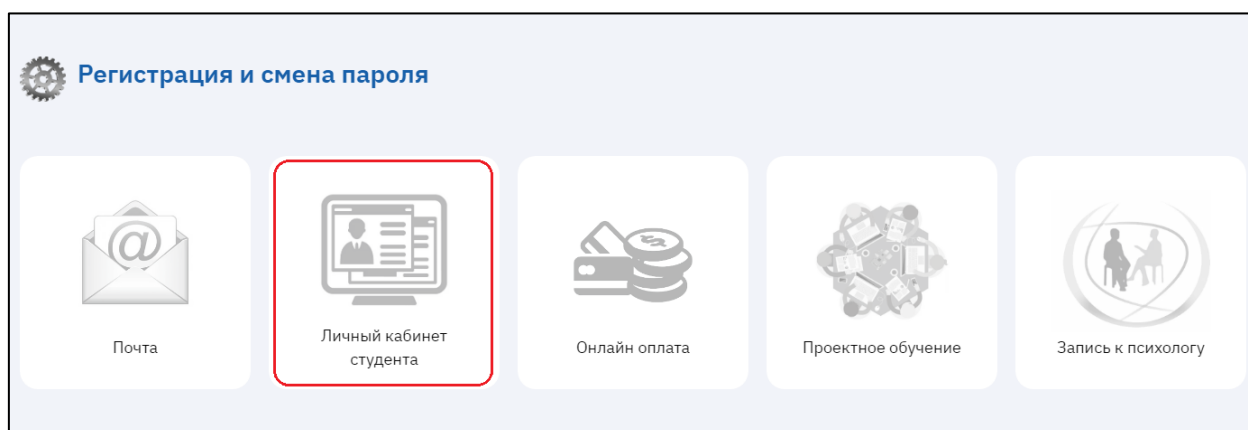 Регистрация и смена пароля
@
Почта
Личный кабинет
студента
$
Онлайн оплата
Проектное обучение
Запись к психологу